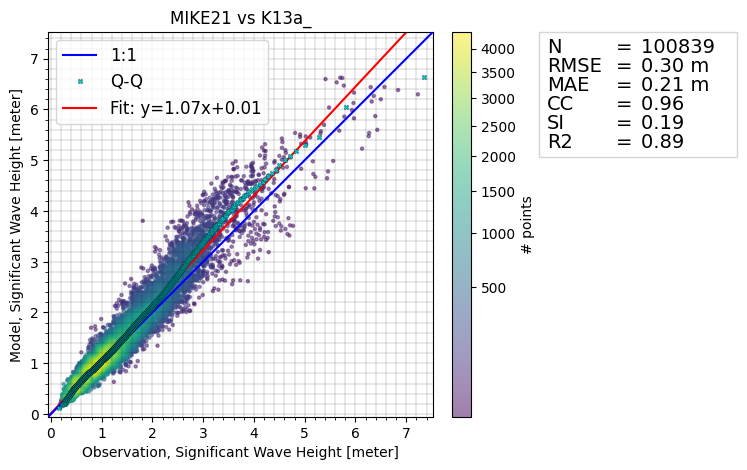 MIKE21 vs K13a_
1:1
Q-Q
Fit: y=1.07x+0.01
N = 100839
RMSE = 0.30 m
MAE = 0.21 m
CC = 0.96
SI = 0.19
R2 = 0.89
Model, Significant Wave Height [meter]
7
6
5
4
3
2
1
0
0 1 2 3 4 5 6 7
Observation, Significant Wave Height [meter]
4000
3500
3000
2500
2000
1500
1000
500
# points